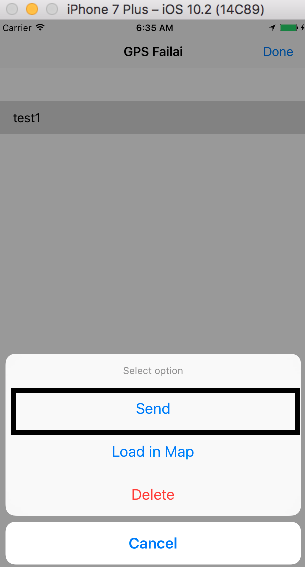 iPhone 7 Plus – iOS 10.2 (14C89)
Carrier 6:35 AM
GPS Failai Done
test1
Select option
Send
Load in Map
Delete
Cancel